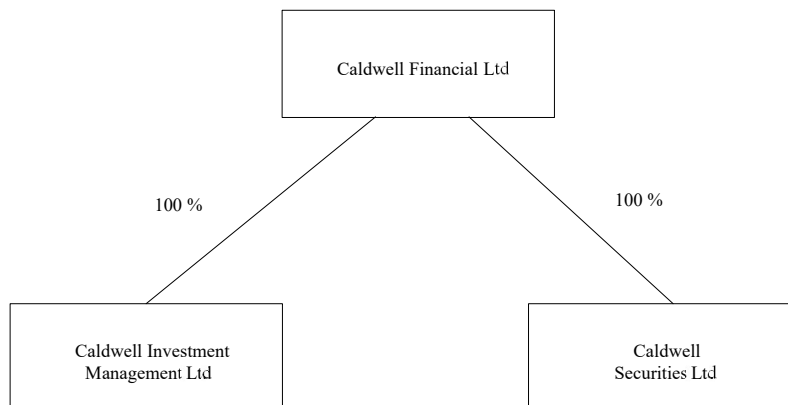 Caldwell Financial Ltd
100 %
100 %
Caldwell Investment
Management Ltd
Caldwell
Securities Ltd